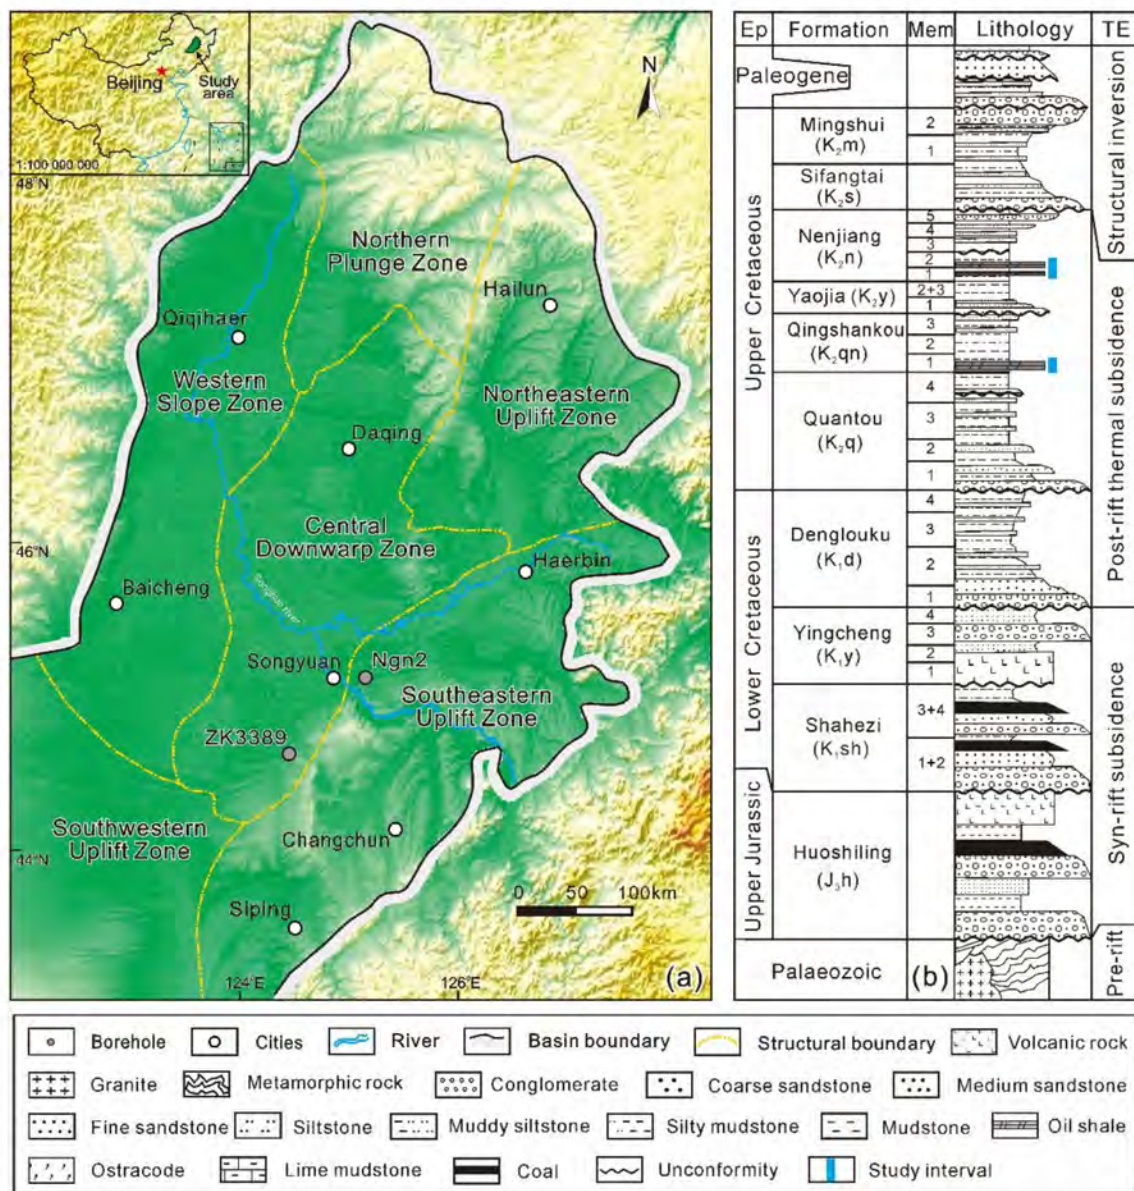 N
Beijing
Study
area
1:100 000 000
48°N
Northern
Plunge Zone
Hailun
Qiqihaer
Western
Slope Zone
Northeastern
Uplift Zone
Daqing
Central
Downwarp Zone
46°N
Haerbin
Baicheng
Songhua River
Songyuan
Ngn2
Southeastern
Uplift Zone
ZK3389
Southwestern
Uplift Zone
Changchun
44°N
0 50 100km
Siping
124°E
126°E
(a)
Ep Formation Mem Lithology TE
Paleogene
Upper Cretaceous
Lower Cretaceous
Upper Jurassic
Mingshui
(K₂m)
2
1
Sifangtai
(K₂s)
Nenjiang
(K₂n)
5
4
3
2
1
Yaojia (K₂y)
2+3
1
Qingshankou
(K₂qn)
3
2
1
Quantou
(K₂q)
4
3
2
1
Denglouku
(K₁d)
4
3
2
1
Yingcheng
(K₁y)
4
3
2
1
Shahezi
(K₁sh)
3+4
1+2
Huoshiling
(J₃h)
Palaeozoic
(b)
Structural inversion
Post-rift thermal subsidence
Syn-rift subsidence
Pre-rift
Borehole Cities River Basin boundary Structural boundary Volcanic rock
Granite Metamorphic rock Conglomerate Coarse sandstone Medium sandstone
Fine sandstone Siltstone Muddy siltstone Silty mudstone Mudstone Oil shale
Ostracode Lime mudstone Coal Unconformity Study interval